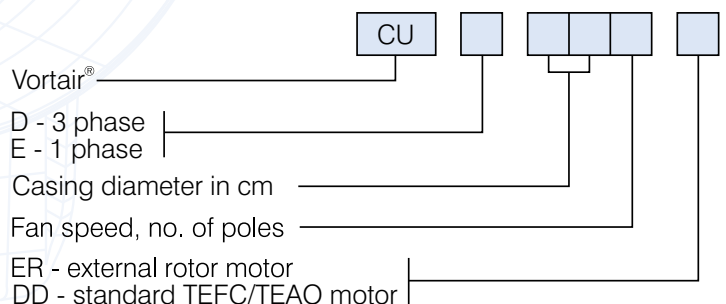 CU
Vortair®
D - 3 phase
E - 1 phase
Casing diameter in cm
Fan speed, no. of poles
ER - external rotor motor
DD - standard TEFC/TEAO motor